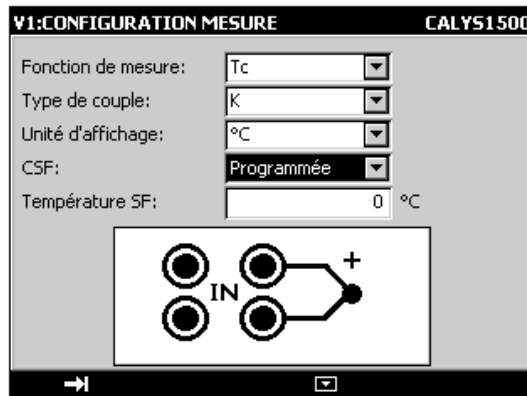 V1:CONFIGURATION MESURE CALYS1500
Fonction de mesure: Tc
Type de couple: K
Unité d'affichage: °C
CSF: Programmée
Température SF: 0 °C
+
IN